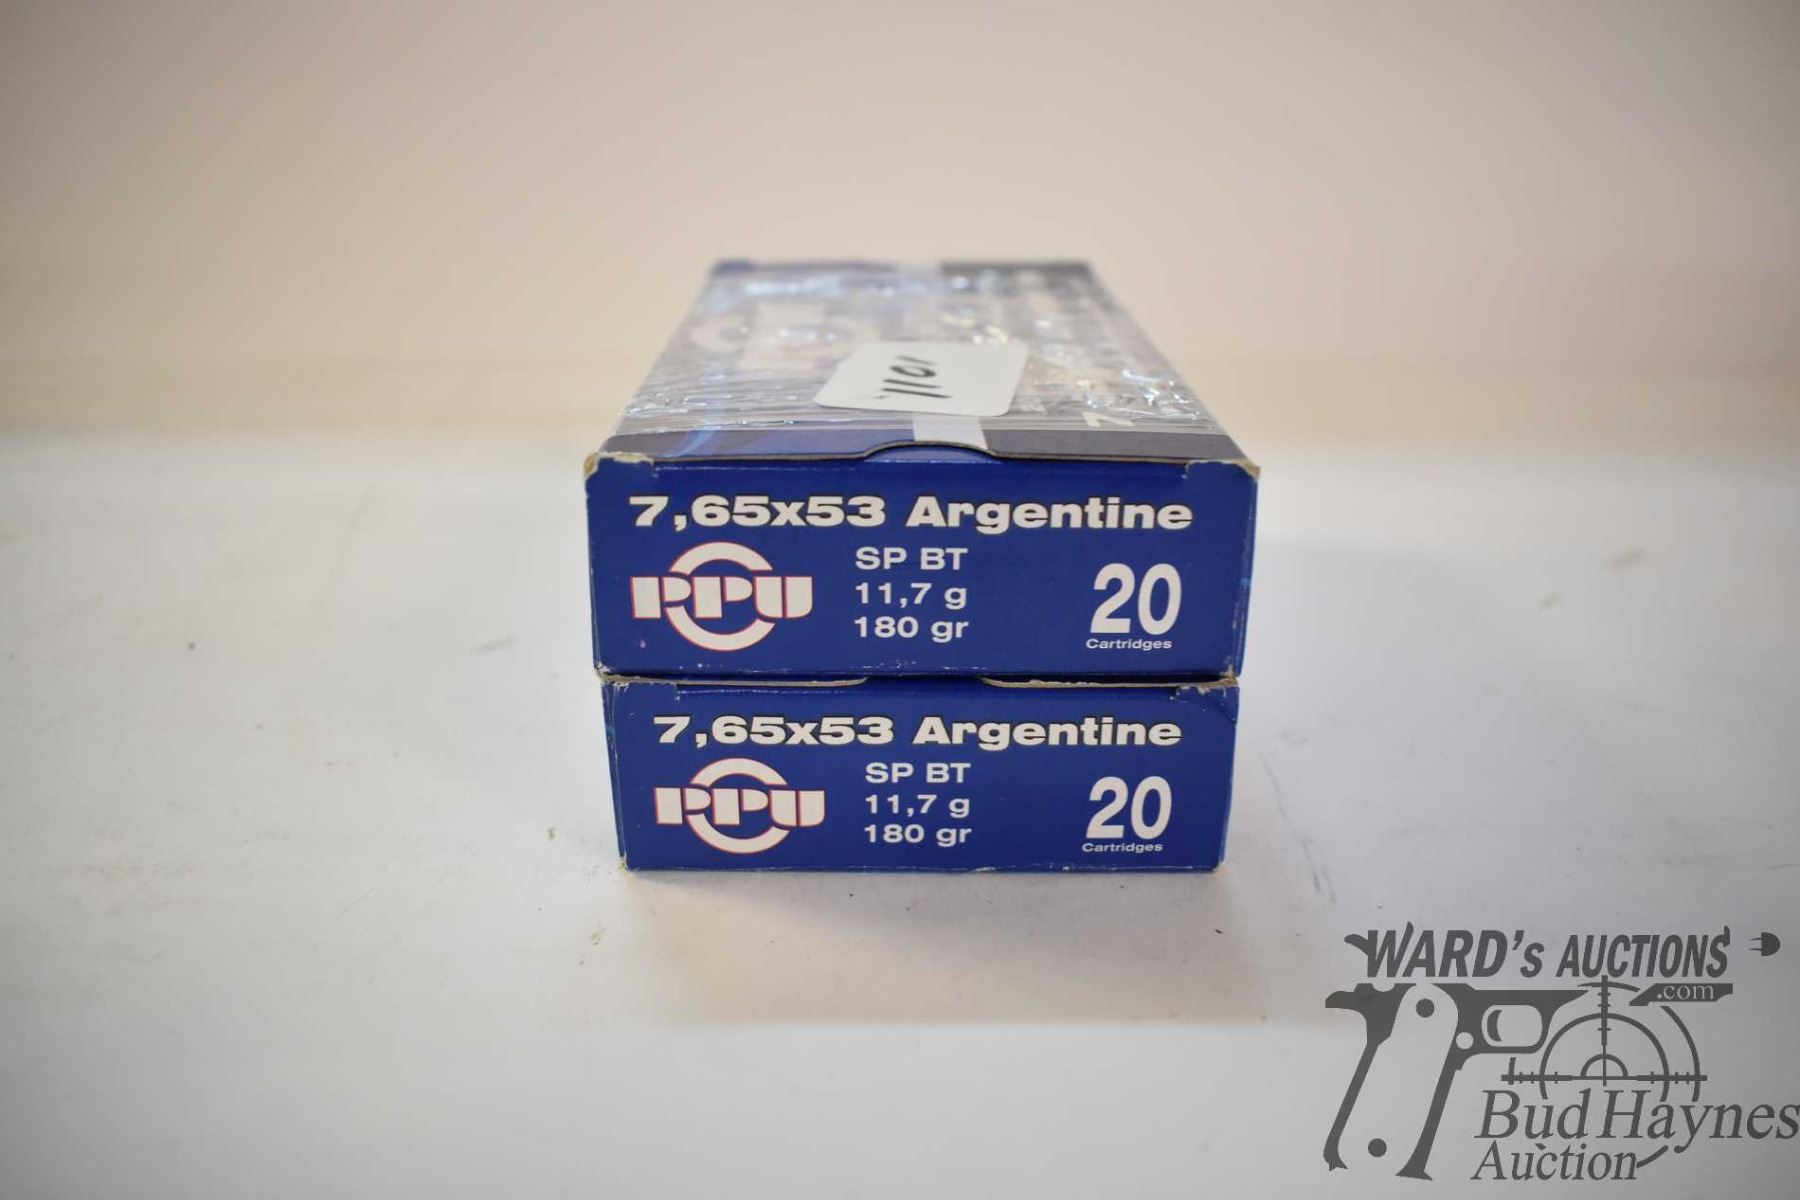 1101
7,65x53 Argentine
PPU
SP BT
11,7 g
180 gr
20
Cartridges
7,65x53 Argentine
PPU
SP BT
11,7 g
180 gr
20
Cartridges
WARD's AUCTIONS
.com
Bud Haynes
Auction